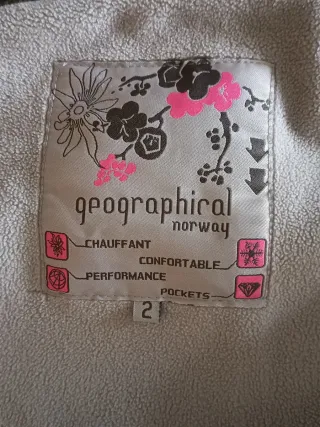 geographical
norway
CHAUFFANT
CONFORTABLE
PERFORMANCE
POCKETS
2